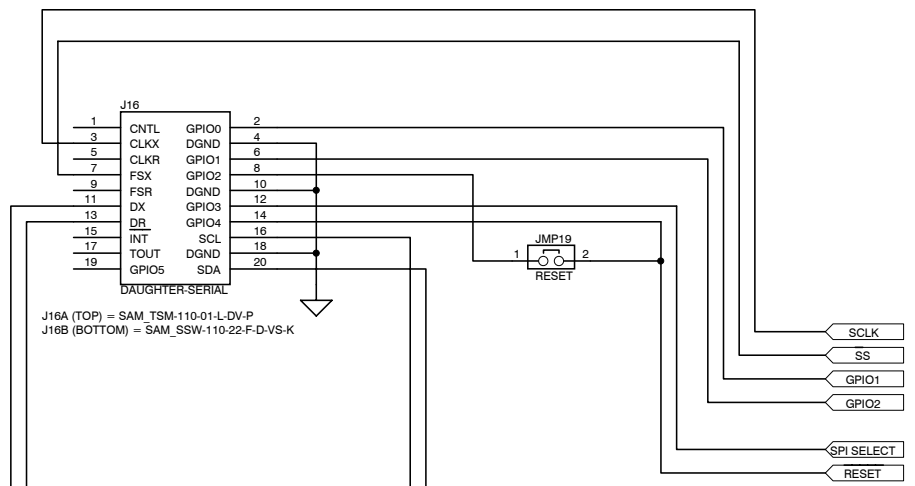 J16
1 CNTL GPIO0 2
3 CLKX DGND 4
5 CLKR GPIO1 6
7 FSX GPIO2 8
9 FSR DGND 10
11 DX GPIO3 12
13 DR GPIO4 14
15 INT SCL 16
17 TOUT DGND 18
19 GPIO5 SDA 20
DAUGHTER-SERIAL
J16A (TOP) = SAM_TSM-110-01-L-DV-P
J16B (BOTTOM) = SAM_SSW-110-22-F-D-VS-K
JMP19
1 2
RESET
SCLK
SS
GPIO1
GPIO2
SPI SELECT
RESET